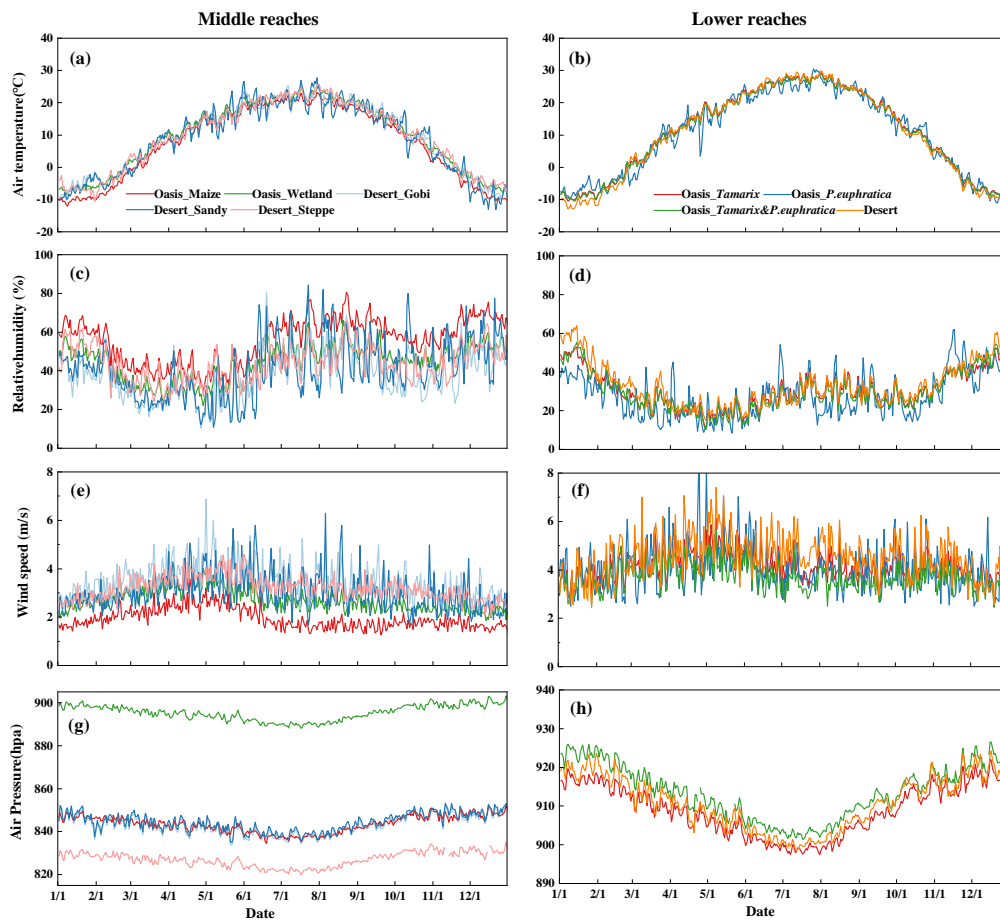 Middle reaches
Lower reaches
Air temperature(°C)
40
30
20
10
0
-10
-20
(a)
Oasis_Maize Oasis_Wetland Desert_Gobi
Desert_Sandy Desert_Steppe
40
30
20
10
0
-10
-20
(b)
Oasis_Tamarix Oasis_P.euphratica
Oasis_Tamarix&P.euphratica Desert
Relativehumidity (%)
100
80
60
40
20
0
(c)
100
80
60
40
20
0
(d)
Wind speed (m/s)
8
6
4
2
0
(e)
8
6
4
2
0
(f)
Air Pressure(hpa)
900
880
860
840
820
(g)
1/1 2/1 3/1 4/1 5/1 6/1 7/1 8/1 9/1 10/1 11/1 12/1
Date
940
930
920
910
900
890
(h)
1/1 2/1 3/1 4/1 5/1 6/1 7/1 8/1 9/1 10/1 11/1 12/1
Date